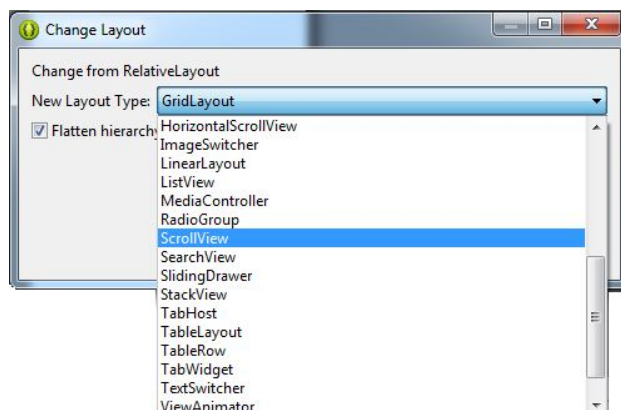 Change Layout
Change from RelativeLayout
New Layout Type: GridLayout
Flatten hierarchy
HorizontalScrollView
ImageSwitcher
LinearLayout
ListView
MediaController
RadioGroup
ScrollView
SearchView
SlidingDrawer
StackView
TabHost
TableLayout
TableRow
TabWidget
TextSwitcher
ViewAnimator